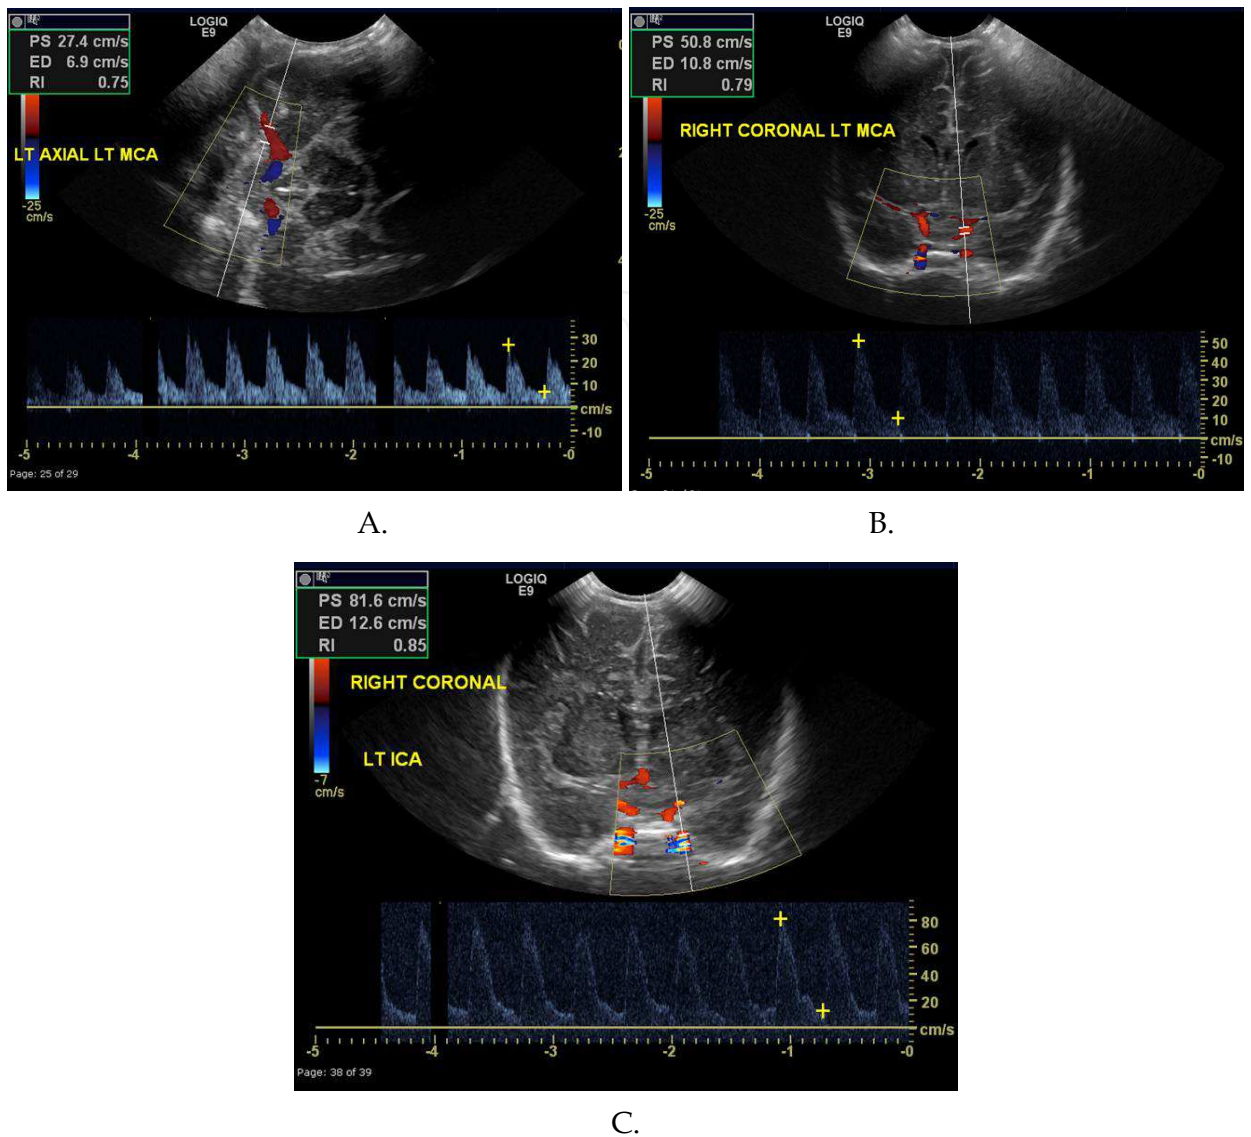 LOGIQ
E9
PS 27.4 cm/s
ED 6.9 cm/s
RI 0.75
LT AXIAL LT MCA
-25
cm/s
30
20
10
cm/s
-10
-5 -4 -3 -2 -1 -0
Page: 25 of 29
A.
LOGIQ
E9
PS 50.8 cm/s
ED 10.8 cm/s
RI 0.79
RIGHT CORONAL LT MCA
-25
cm/s
50
40
30
20
10
cm/s
-10
-5 -4 -3 -2 -1 -0
B.
LOGIQ
E9
PS 81.6 cm/s
ED 12.6 cm/s
RI 0.85
RIGHT CORONAL
LT ICA
-7
cm/s
80
60
40
20
cm/s
-5 -4 -3 -2 -1 -0
Page: 38 of 39
C.